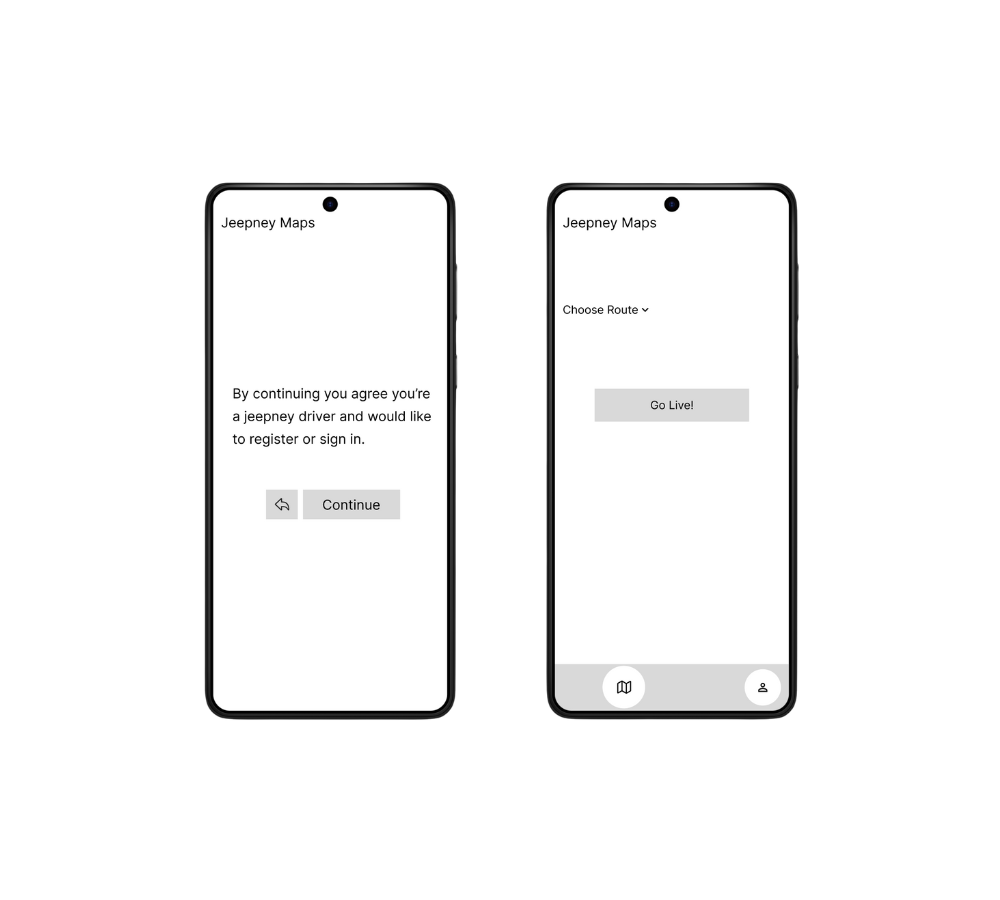 Jeepney Maps
By continuing you agree you're
a jeepney driver and would like
to register or sign in.
Continue
Jeepney Maps
Choose Route
Go Live!